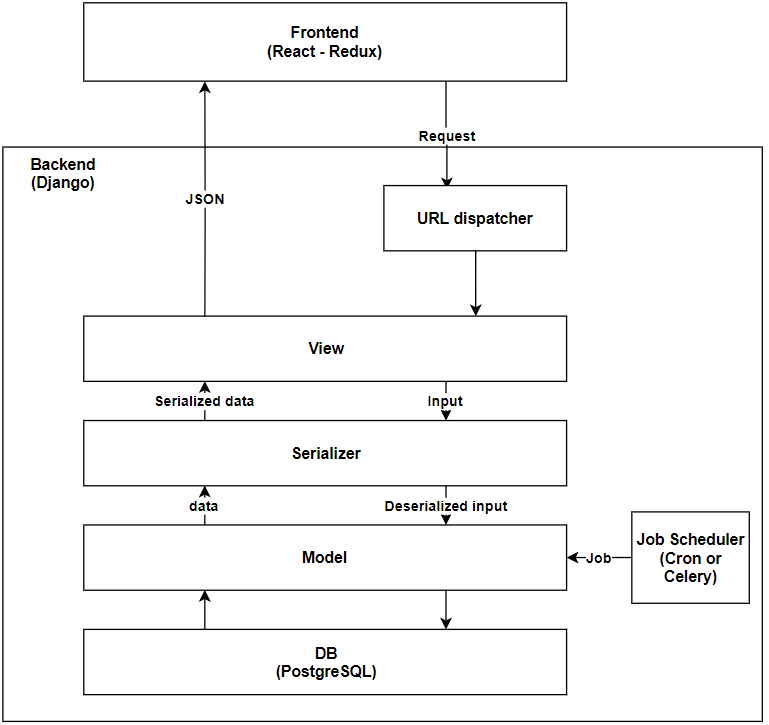 Frontend
(React - Redux)
Request
Backend
(Django)
JSON
URL dispatcher
View
Serialized data
Input
Serializer
data
Deserialized input
Model
Job
Job Scheduler
(Cron or
Celery)
DB
(PostgreSQL)